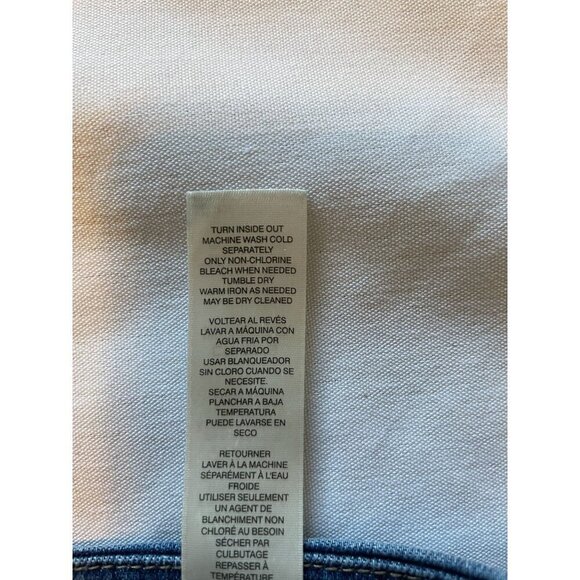 TURN INSIDE OUT
MACHINE WASH COLD
SEPARATELY
ONLY NON-CHLORINE
BLEACH WHEN NEEDED
TUMBLE DRY
WARM IRON AS NEEDED
MAY BE DRY CLEANED
VOLTEAR AL REVÉS
LAVAR A MÁQUINA CON
AGUA FRIA POR
SEPARADO
USAR BLANQUEADOR
SIN CLORO CUANDO SE
NECESITE.
SECAR A MÁQUINA
PLANCHAR A BAJA
TEMPERATURA
PUEDE LAVARSE EN
SECO
RETOURNER
LAVER À LA MACHINE
SÉPARÉMENT À L'EAU
FROIDE
UTILISER SEULEMENT
UN AGENT DE
BLANCHIMENT NON
CHLORÉ AU BESOIN
SÉCHER PAR
CULBUTAGE
REPASSER À
TEMPÉRATURE